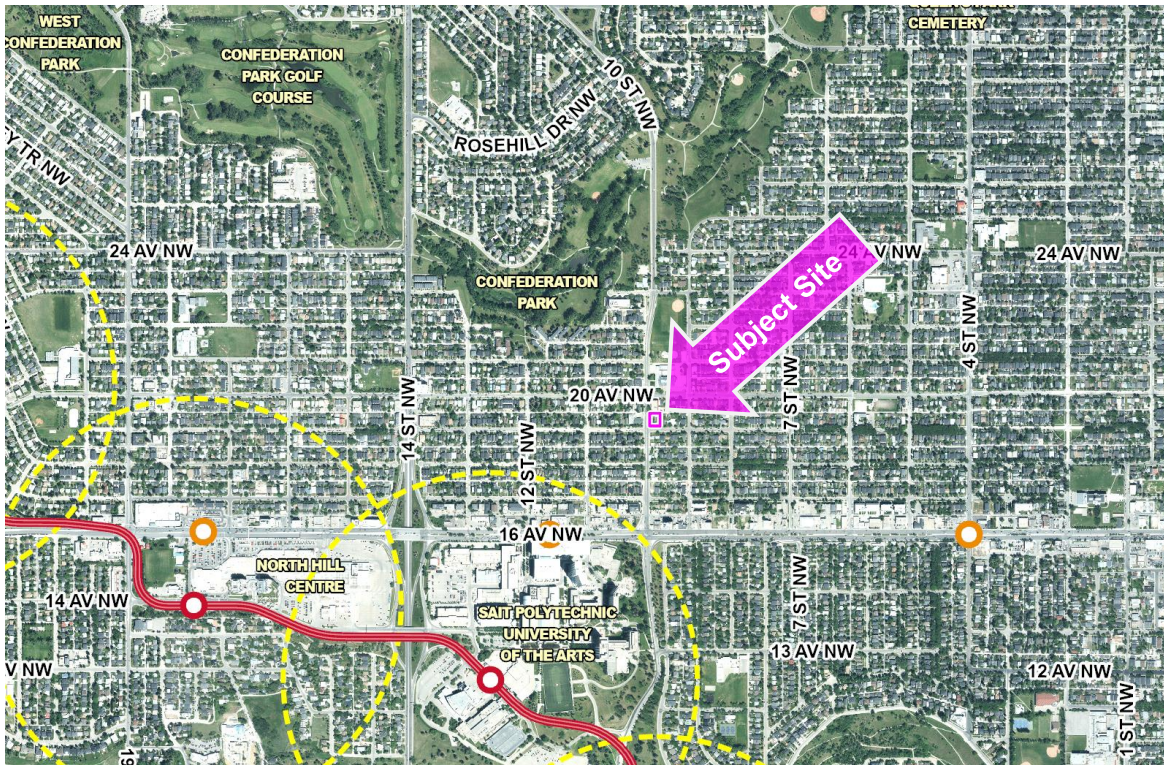 WEST
CONFEDERATION
PARK
CEMETERY
CONFEDERATION
PARK GOLF
COURSE
10 ST NW
ROSEHILL DR NW
TR NW
24 AV NW
24 AV NW
24 AV NW
Subject Site
CONFEDERATION
PARK
4 ST NW
20 AV NW
7 ST NW
14 ST NW
12 ST NW
16 AV NW
NORTH HILL
CENTRE
14 AV NW
7 ST NW
SAIT POLYTECHNIC
UNIVERSITY
OF THE ARTS
13 AV NW
V NW
12 AV NW
1 ST NW
19